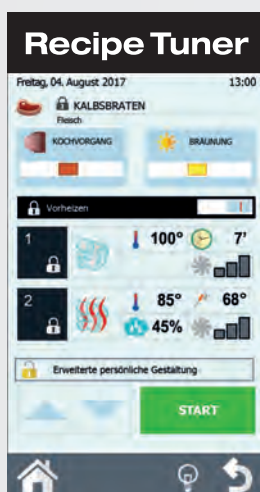 Recipe Tuner
Freitag, 04. August 2017 13:00
KALBSBRATEN
Fleisch
KOCHVORGANG BRÄUNUNG
Vorheizen
1 100° 7'
2 85° 68°
45%
Erweiterte persönliche Gestaltung
START